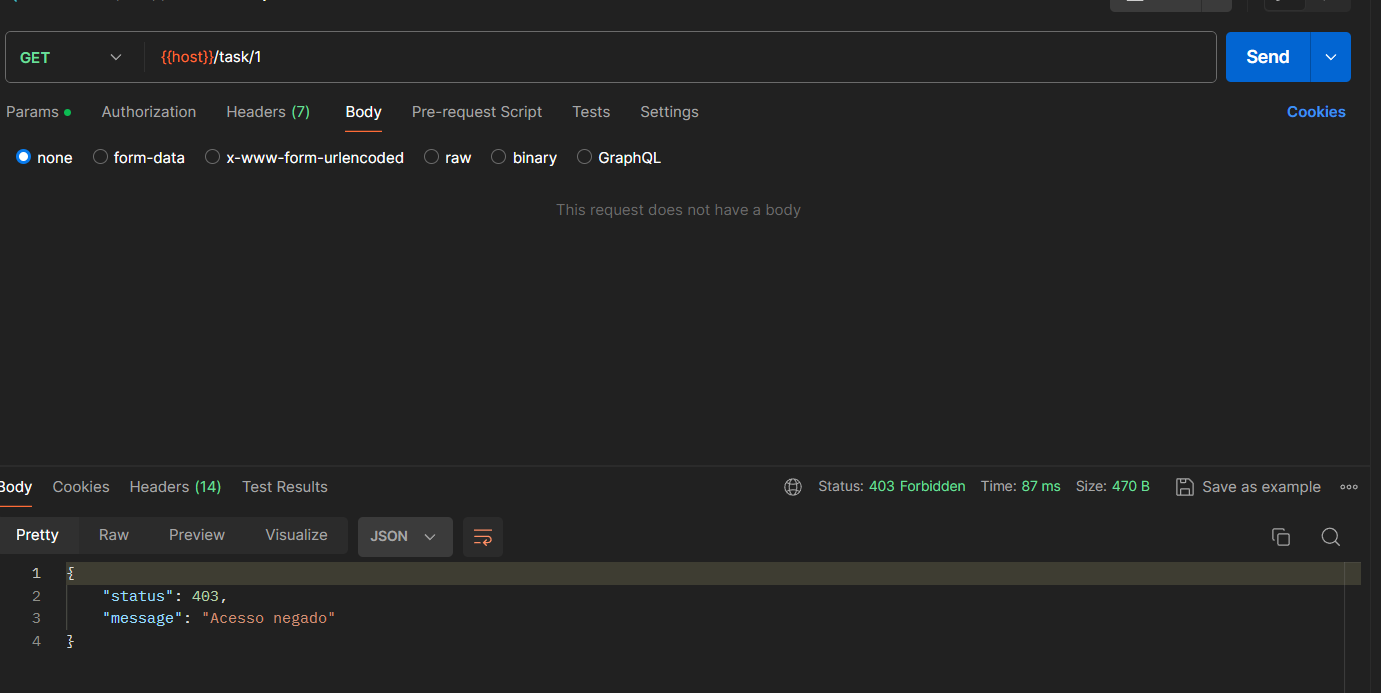 GET {{host}}/task/1 Send
Params Authorization Headers (7) Body Pre-request Script Tests Settings Cookies
none form-data x-www-form-urlencoded raw binary GraphQL
This request does not have a body
Body Cookies Headers (14) Test Results Status: 403 Forbidden Time: 87 ms Size: 470 B Save as example
Pretty Raw Preview Visualize JSON
1 {
2 "status": 403,
3 "message": "Acesso negado"
4 }